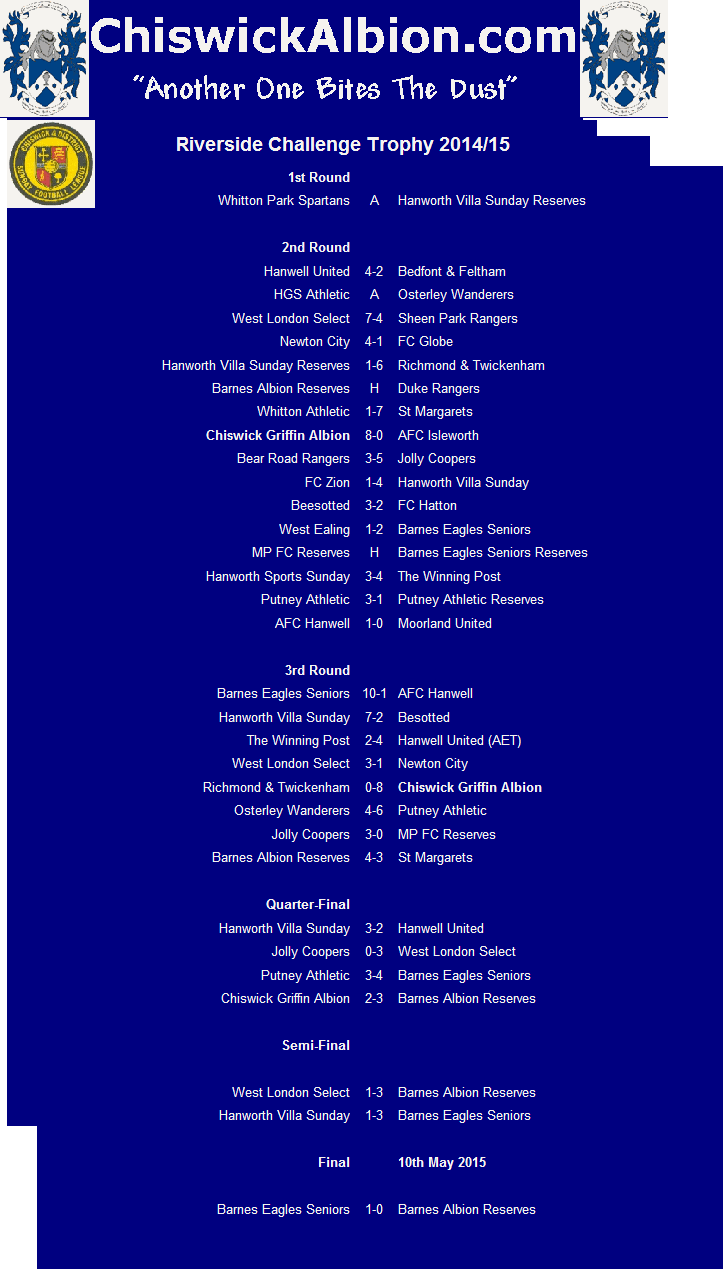 ChiswickAlbion.com
“Another One Bites The Dust”
CHISWICK & DISTRICT
SUNDAY FOOTBALL LEAGUE
Riverside Challenge Trophy 2014/15
1st Round
Whitton Park Spartans A Hanworth Villa Sunday Reserves
2nd Round
Hanwell United 4-2 Bedfont & Feltham
HGS Athletic A Osterley Wanderers
West London Select 7-4 Sheen Park Rangers
Newton City 4-1 FC Globe
Hanworth Villa Sunday Reserves 1-6 Richmond & Twickenham
Barnes Albion Reserves H Duke Rangers
Whitton Athletic 1-7 St Margarets
Chiswick Griffin Albion 8-0 AFC Isleworth
Bear Road Rangers 3-5 Jolly Coopers
FC Zion 1-4 Hanworth Villa Sunday
Beesotted 3-2 FC Hatton
West Ealing 1-2 Barnes Eagles Seniors
MP FC Reserves H Barnes Eagles Seniors Reserves
Hanworth Sports Sunday 3-4 The Winning Post
Putney Athletic 3-1 Putney Athletic Reserves
AFC Hanwell 1-0 Moorland United
3rd Round
Barnes Eagles Seniors 10-1 AFC Hanwell
Hanworth Villa Sunday 7-2 Besotted
The Winning Post 2-4 Hanwell United (AET)
West London Select 3-1 Newton City
Richmond & Twickenham 0-8 Chiswick Griffin Albion
Osterley Wanderers 4-6 Putney Athletic
Jolly Coopers 3-0 MP FC Reserves
Barnes Albion Reserves 4-3 St Margarets
Quarter-Final
Hanworth Villa Sunday 3-2 Hanwell United
Jolly Coopers 0-3 West London Select
Putney Athletic 3-4 Barnes Eagles Seniors
Chiswick Griffin Albion 2-3 Barnes Albion Reserves
Semi-Final
West London Select 1-3 Barnes Albion Reserves
Hanworth Villa Sunday 1-3 Barnes Eagles Seniors
Final 10th May 2015
Barnes Eagles Seniors 1-0 Barnes Albion Reserves